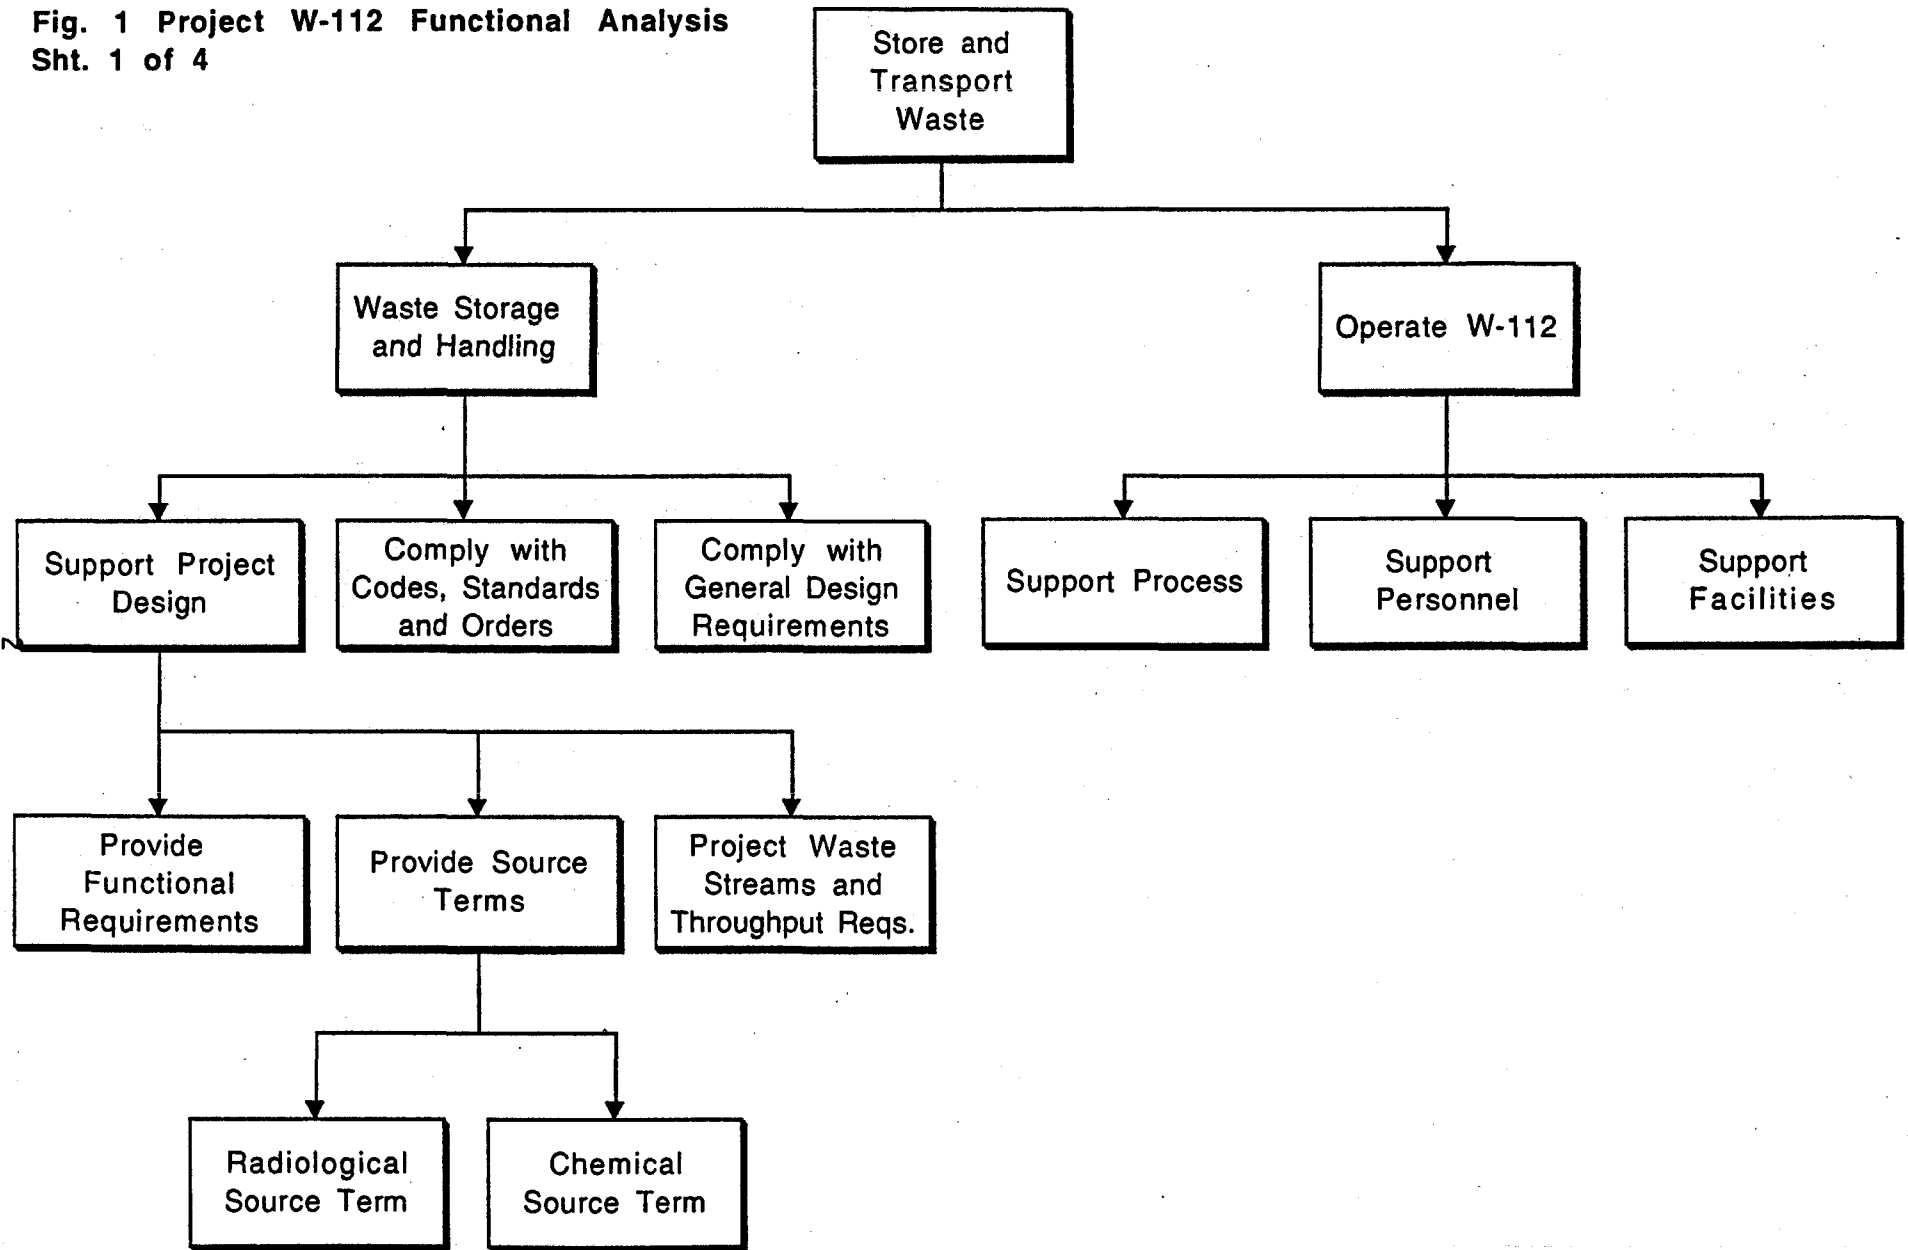 Fig. 1 Project W-112 Functional Analysis
Sht. 1 of 4
Store and
Transport
Waste
Waste Storage
and Handling
Operate W-112
Support Project
Design
Comply with
Codes, Standards
and Orders
Comply with
General Design
Requirements
Support Process
Support
Personnel
Support
Facilities
Provide
Functional
Requirements
Provide Source
Terms
Project Waste
Streams and
Throughput Reqs.
Radiological
Source Term
Chemical
Source Term